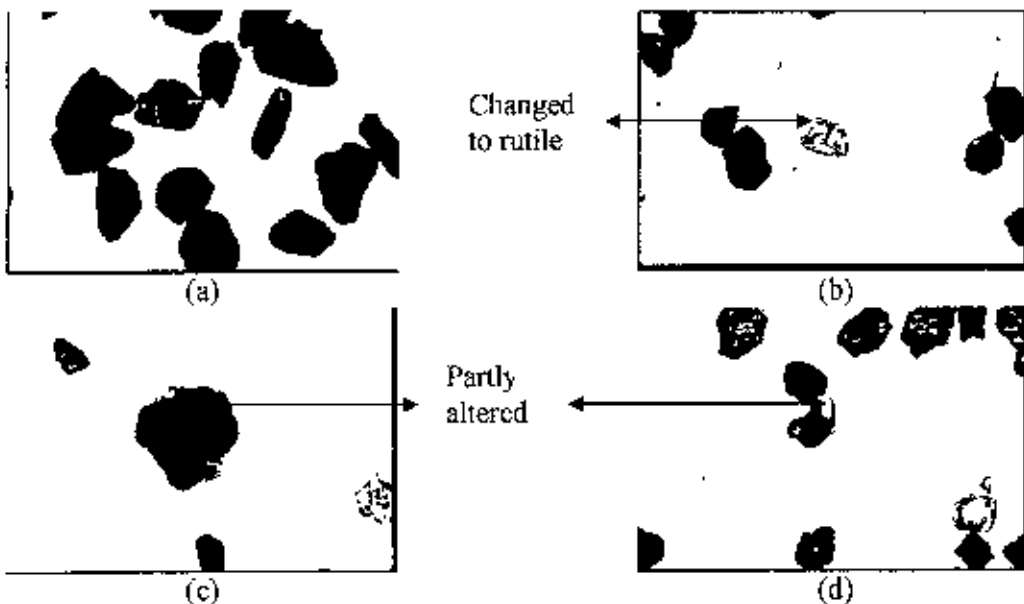 Changed
to rutile
(a)
(b)
Partly
altered
(c)
(d)